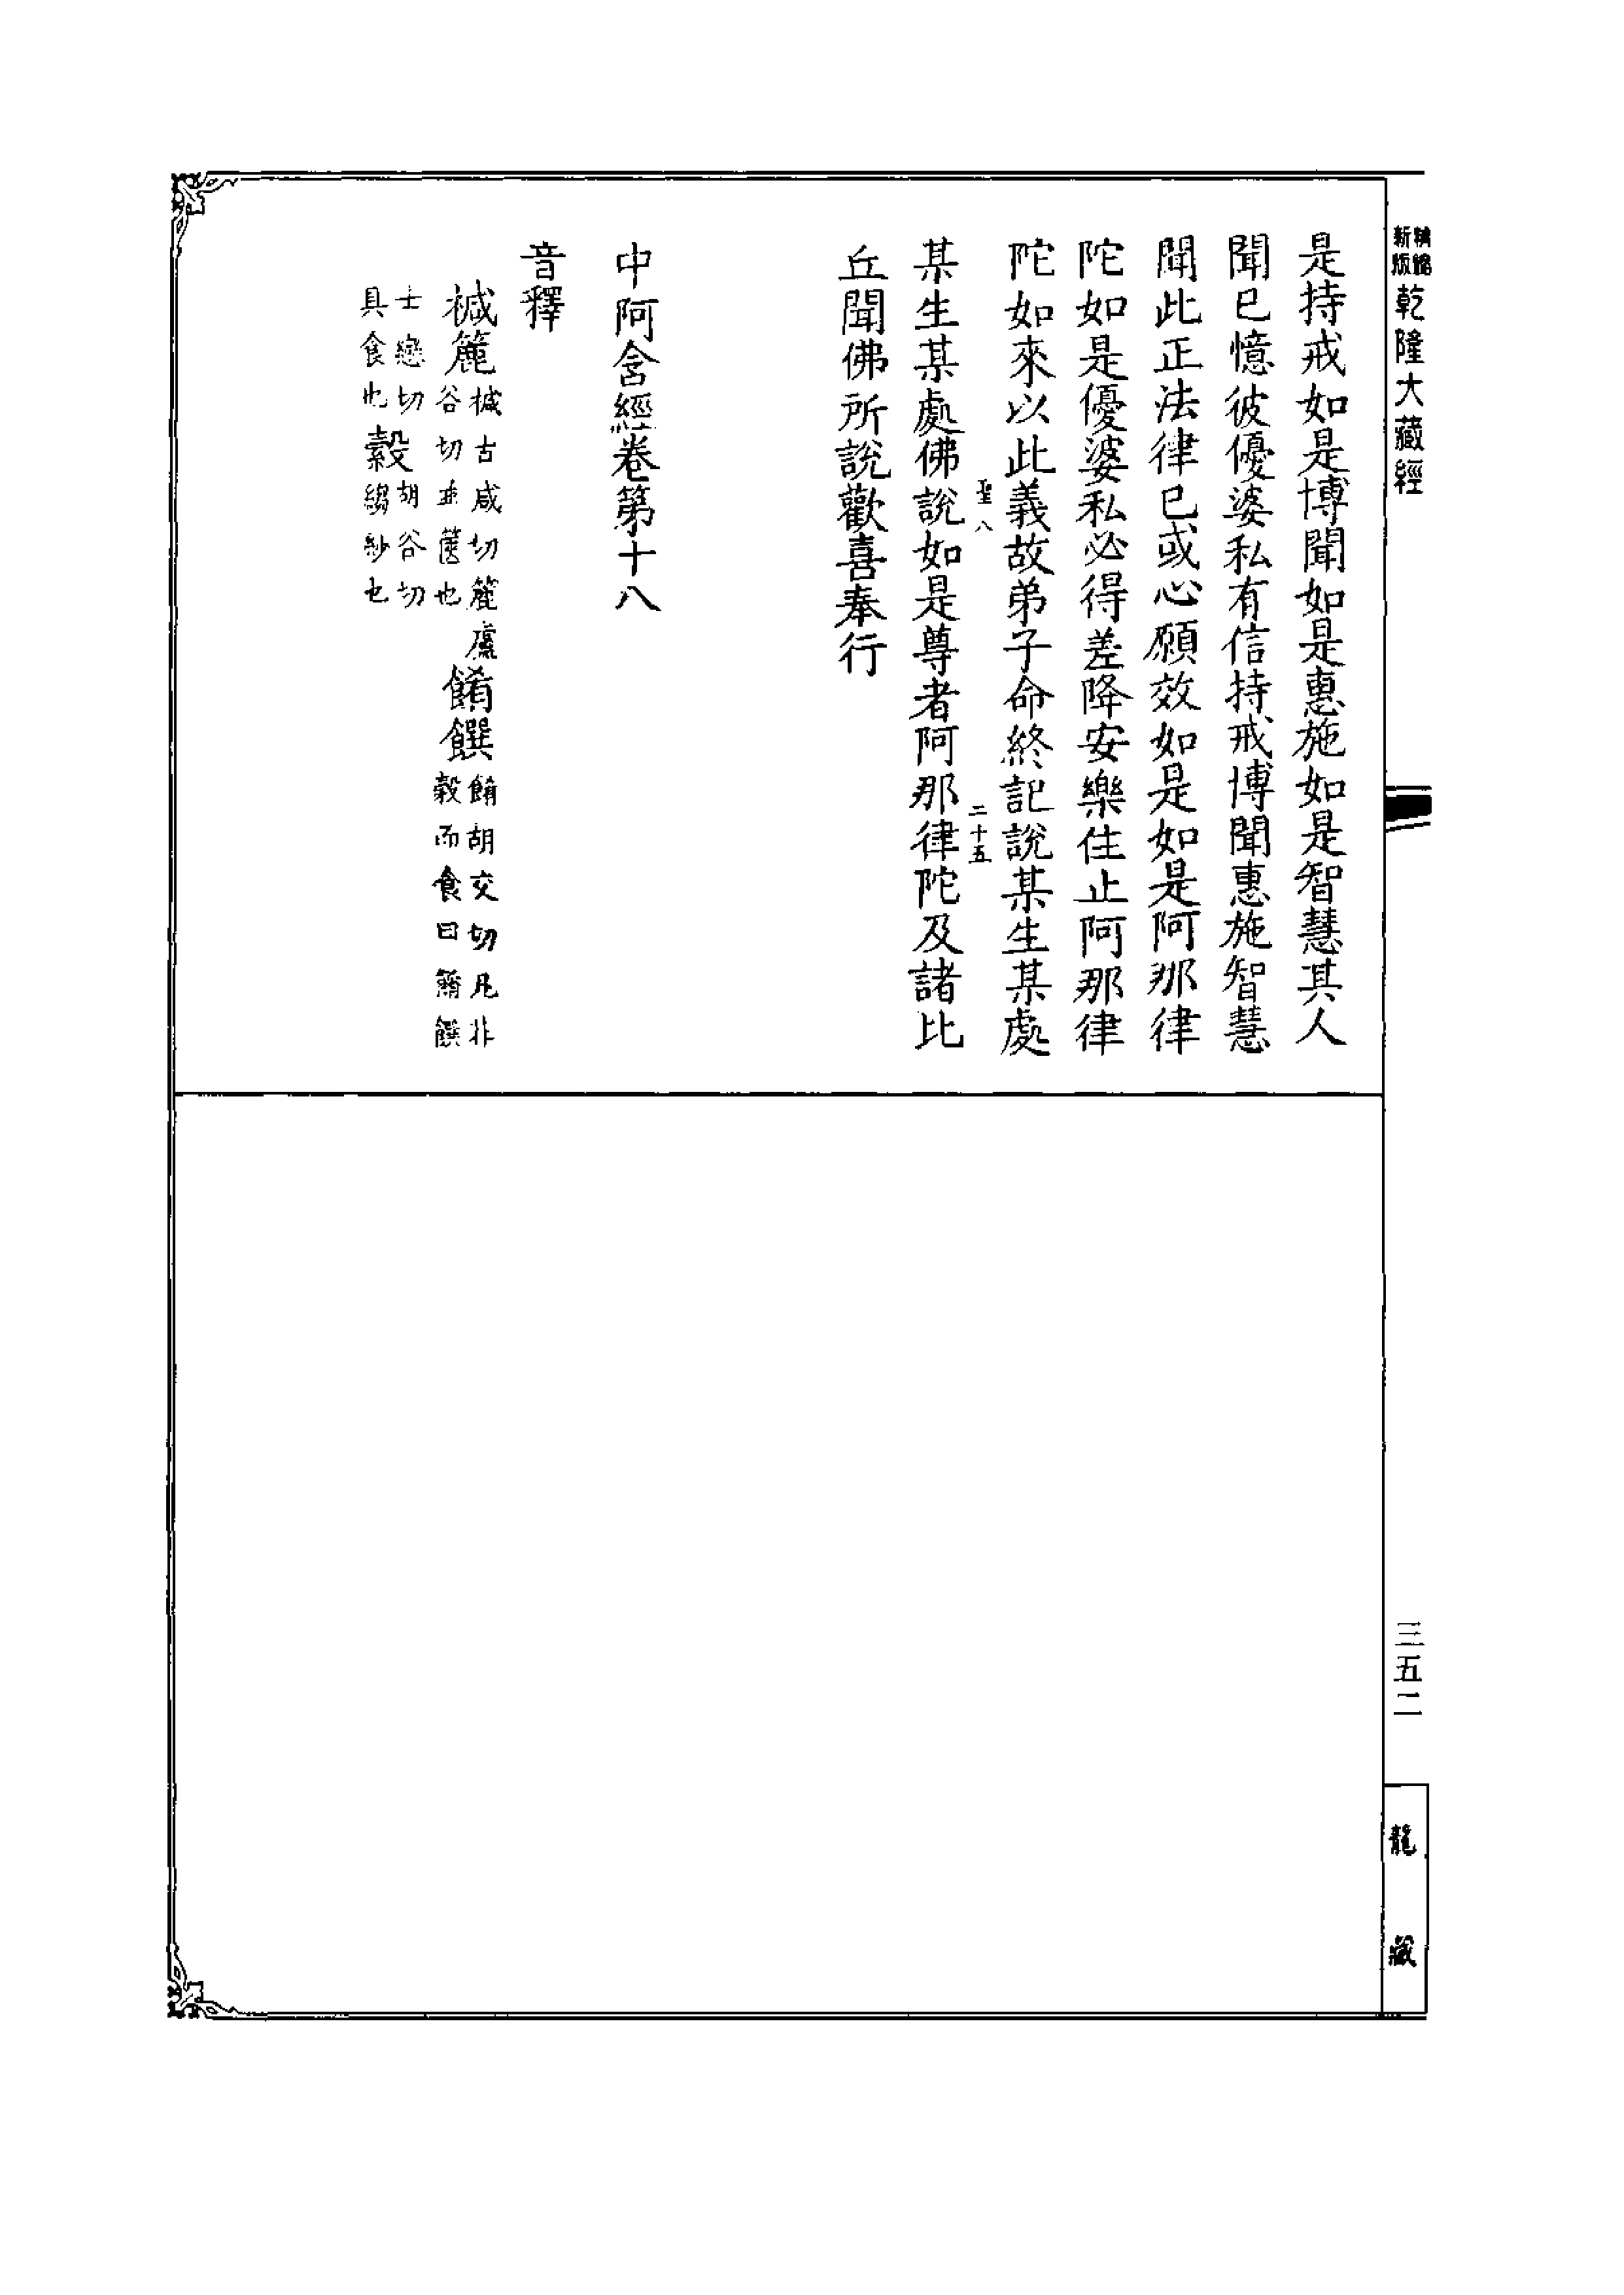 精縮
新版
乾隆大藏經
三五二
龍藏
是持戒如是博聞如是惠施如是智慧其人
聞已憶彼優婆私有信持戒博聞惠施智慧
聞此正法律已或心願效如是如是阿那律
陀如是優婆私必得差降安樂住止阿那律
陀如來以此義故弟子命終記說某生某處
聖八
二十五
某生某處佛說如是尊者阿那律陀及諸比
丘聞佛所說歡喜奉行
中阿含經卷第十八
音釋
椷簏椷古咸切簏盧谷切並篋也餚饌餚胡交切凡非穀而食曰餚饌
士戀切具食也縠胡谷切縐紗也